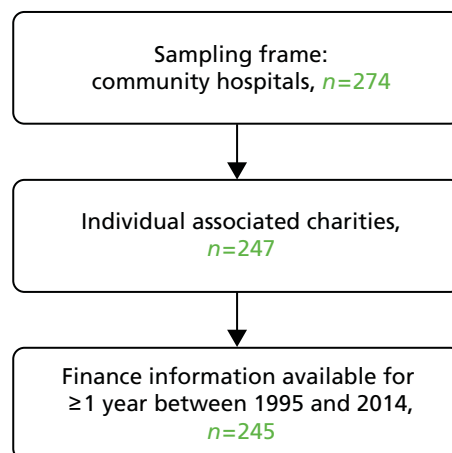 Sampling frame:
community hospitals, n=274
Individual associated charities,
n=247
Finance information available for
≥1 year between 1995 and 2014,
n=245